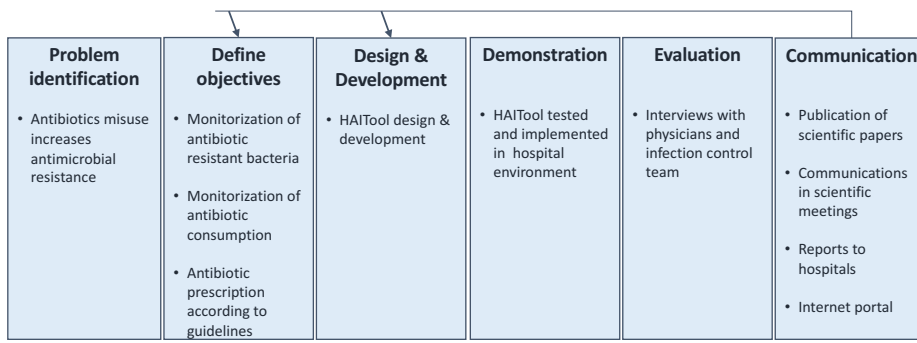 Problem
identification
• Antibiotics misuse
increases
antimicrobial
resistance
Define
objectives
• Monitorization of
antibiotic
resistant bacteria
• Monitorization of
antibiotic
consumption
• Antibiotic
prescription
according to
guidelines
Design &
Development
• HAITool design &
development
Demonstration
• HAITool tested
and implemented
in hospital
environment
Evaluation
• Interviews with
physicians and
infection control
team
Communication
• Publication of
scientific papers
• Communications
in scientific
meetings
• Reports to
hospitals
• Internet portal